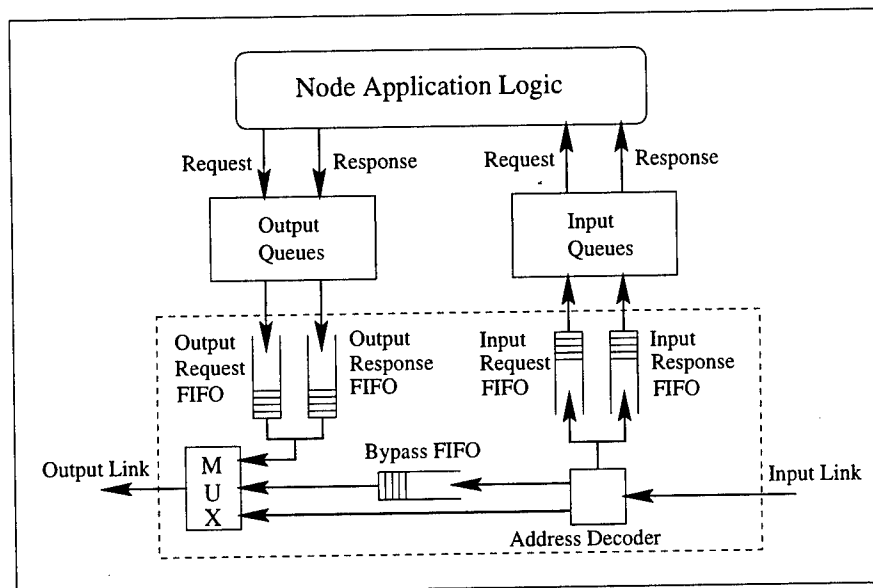 Node Application Logic
Request
Response
Request
Response
Output
Queues
Input
Queues
Output
Request
FIFO
Output
Response
FIFO
Input
Request
FIFO
Input
Response
FIFO
Output Link
M
U
X
Bypass FIFO
Input Link
Address Decoder